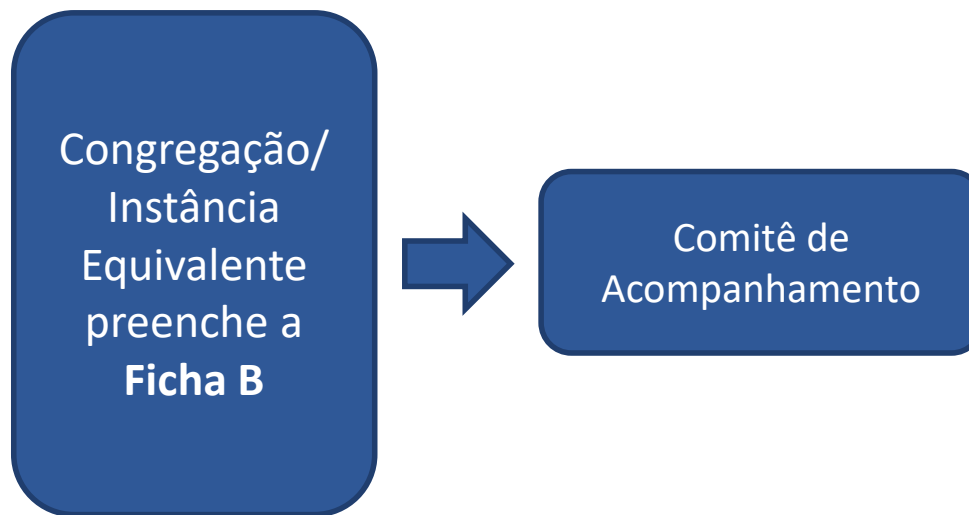 Congregação/
Instância
Equivalente
preenche a
Ficha B
Comitê de
Acompanhamento